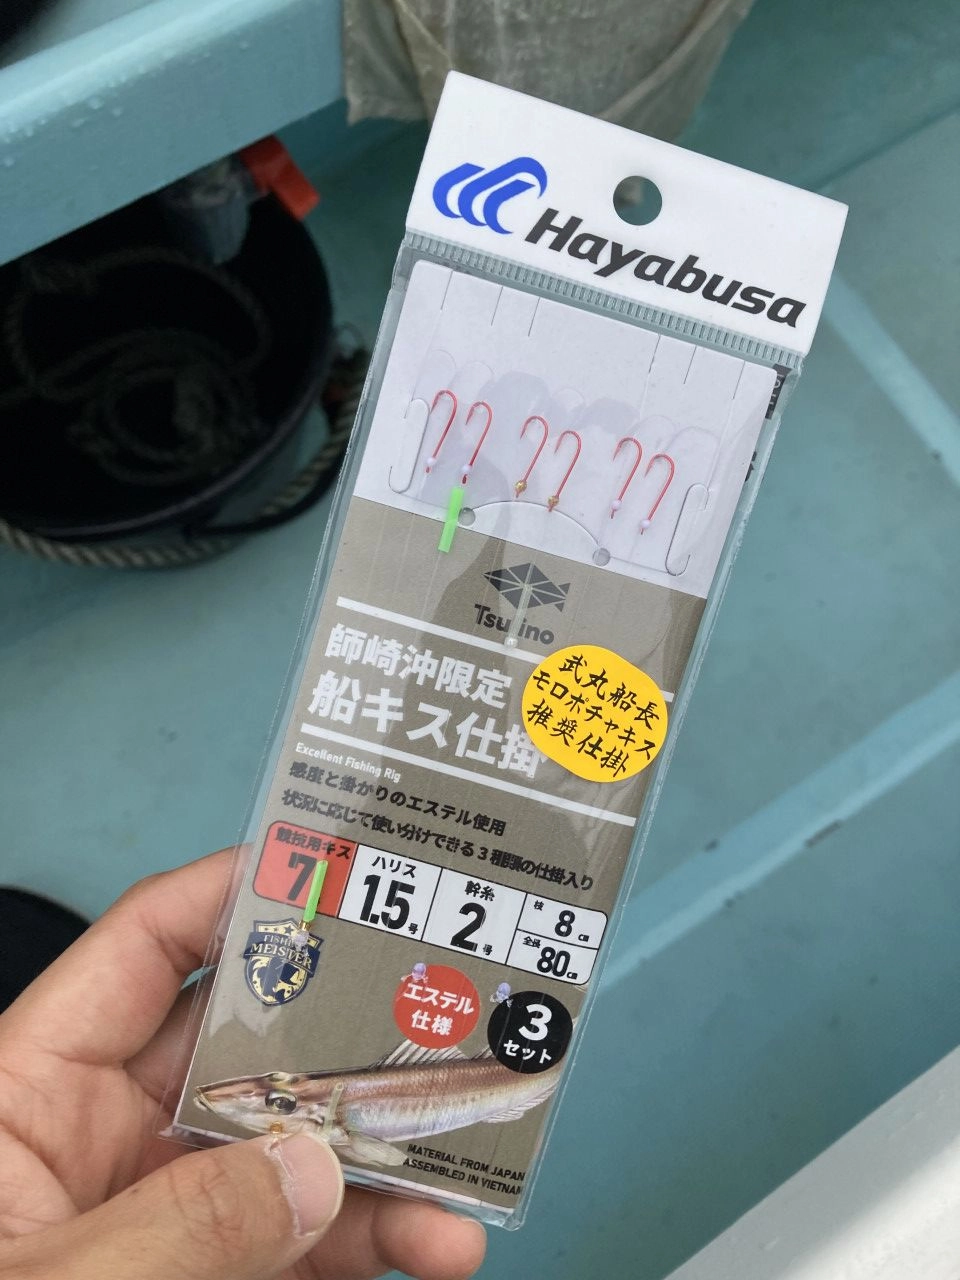 Hayabusa
Tsurino
師崎沖限定
船キス仕掛
武丸船長
モロポチャキス
推奨仕掛
Excellent Fishing Rig
感度と掛かりのエステル使用
状況に応じて使い分けできる3種類の仕掛入り
競技用キス
7
ハリス
1.5号
幹糸
2号
枝 8cm
全長 80cm
FISHING
MEISTER
エステル
仕様
3
セット
MATERIAL FROM JAPAN
ASSEMBLED IN VIETNAM